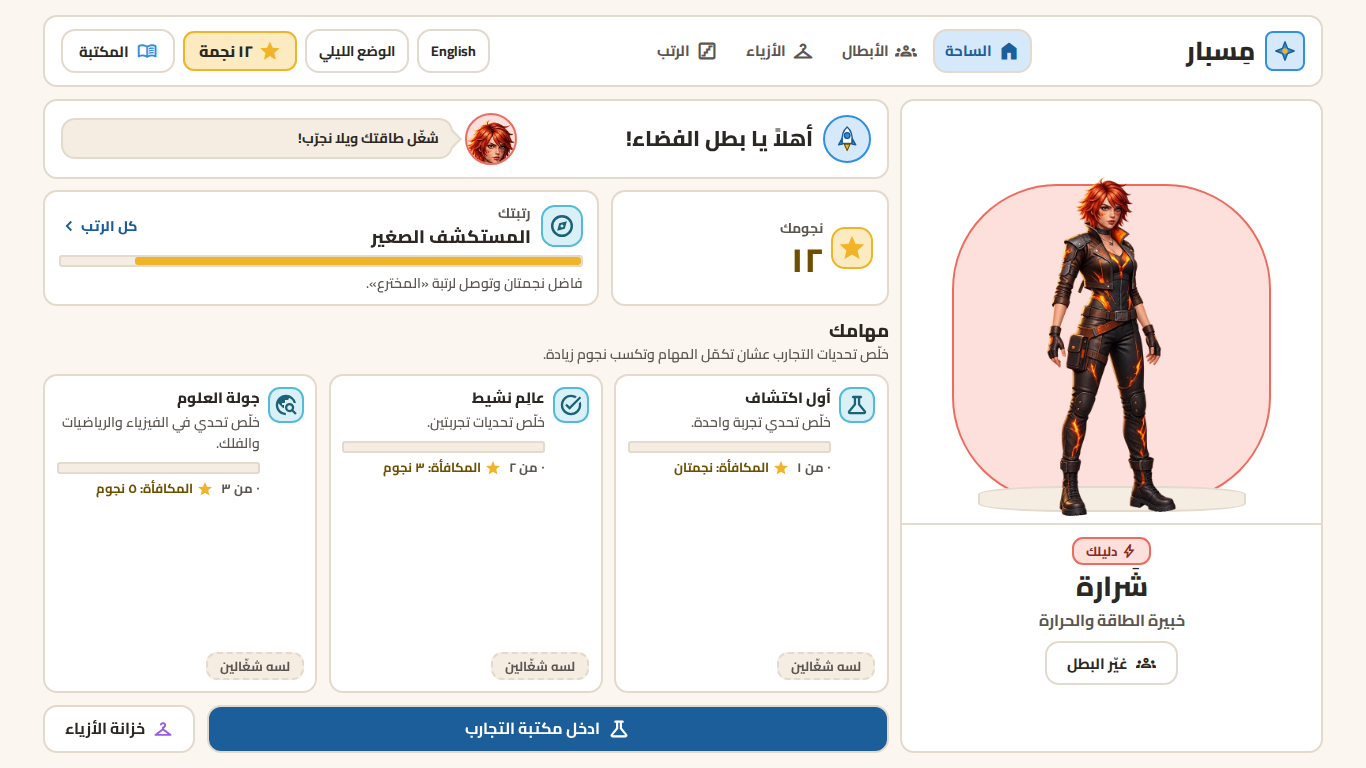 مِسبار
الساحة
الأبطال
الأزياء
الرتب
English
الوضع الليلي
١٢ نجمة
المكتبة
أهلاً يا بطل الفضاء!
شغّل طاقتك ويلا نجرّب!
نجومك
١٢
رتبتك
المستكشف الصغير
كل الرتب
فاضل نجمتان وتوصل لرتبة «المخترع».
مهامك
خلّص تحديات التجارب عشان تكمّل المهام وتكسب نجوم زيادة.
أول اكتشاف
خلّص تحدي تجربة واحدة.
٠ من ١
المكافأة: نجمتان
لسه شغّالين
عالِم نشيط
خلّص تحديات تجربتين.
٠ من ٢
المكافأة: ٣ نجوم
لسه شغّالين
جولة العلوم
خلّص تحدي في الفيزياء والرياضيات
والفلك.
٠ من ٣
المكافأة: ٥ نجوم
لسه شغّالين
دليلك
شَرارة
خبيرة الطاقة والحرارة
غيّر البطل
ادخل مكتبة التجارب
خزانة الأزياء